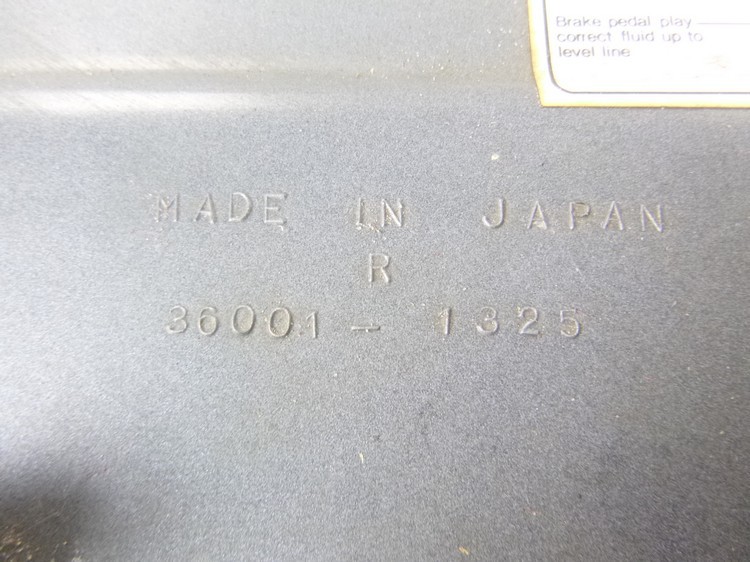 Brake pedal play
correct fluid up to
level line
MADE IN JAPAN
R
36001 - 1325